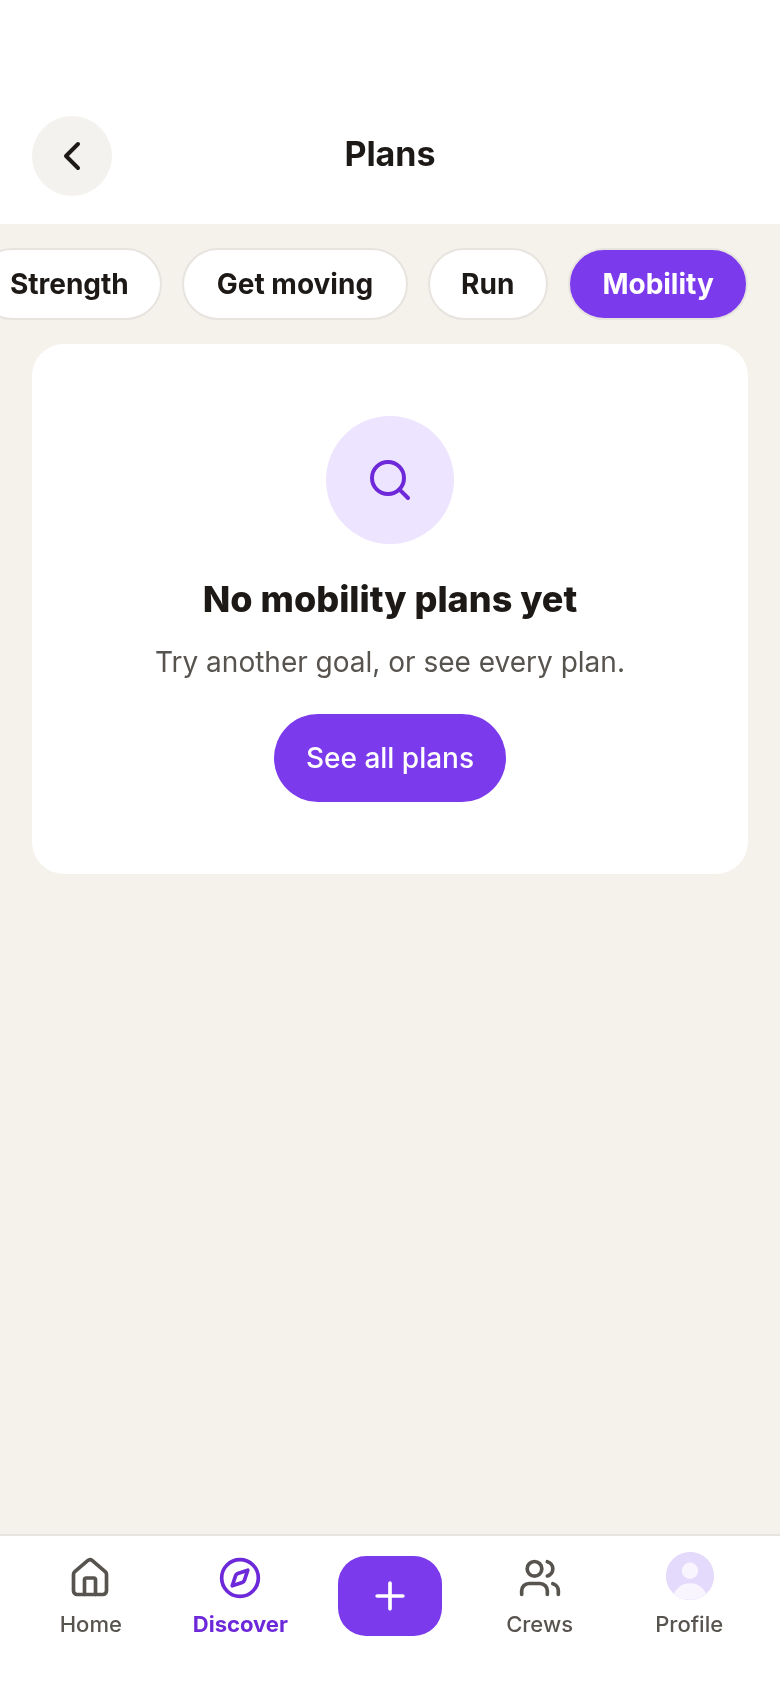 Plans
Strength Get moving Run Mobility
No mobility plans yet
Try another goal, or see every plan.
See all plans
Home Discover Crews Profile